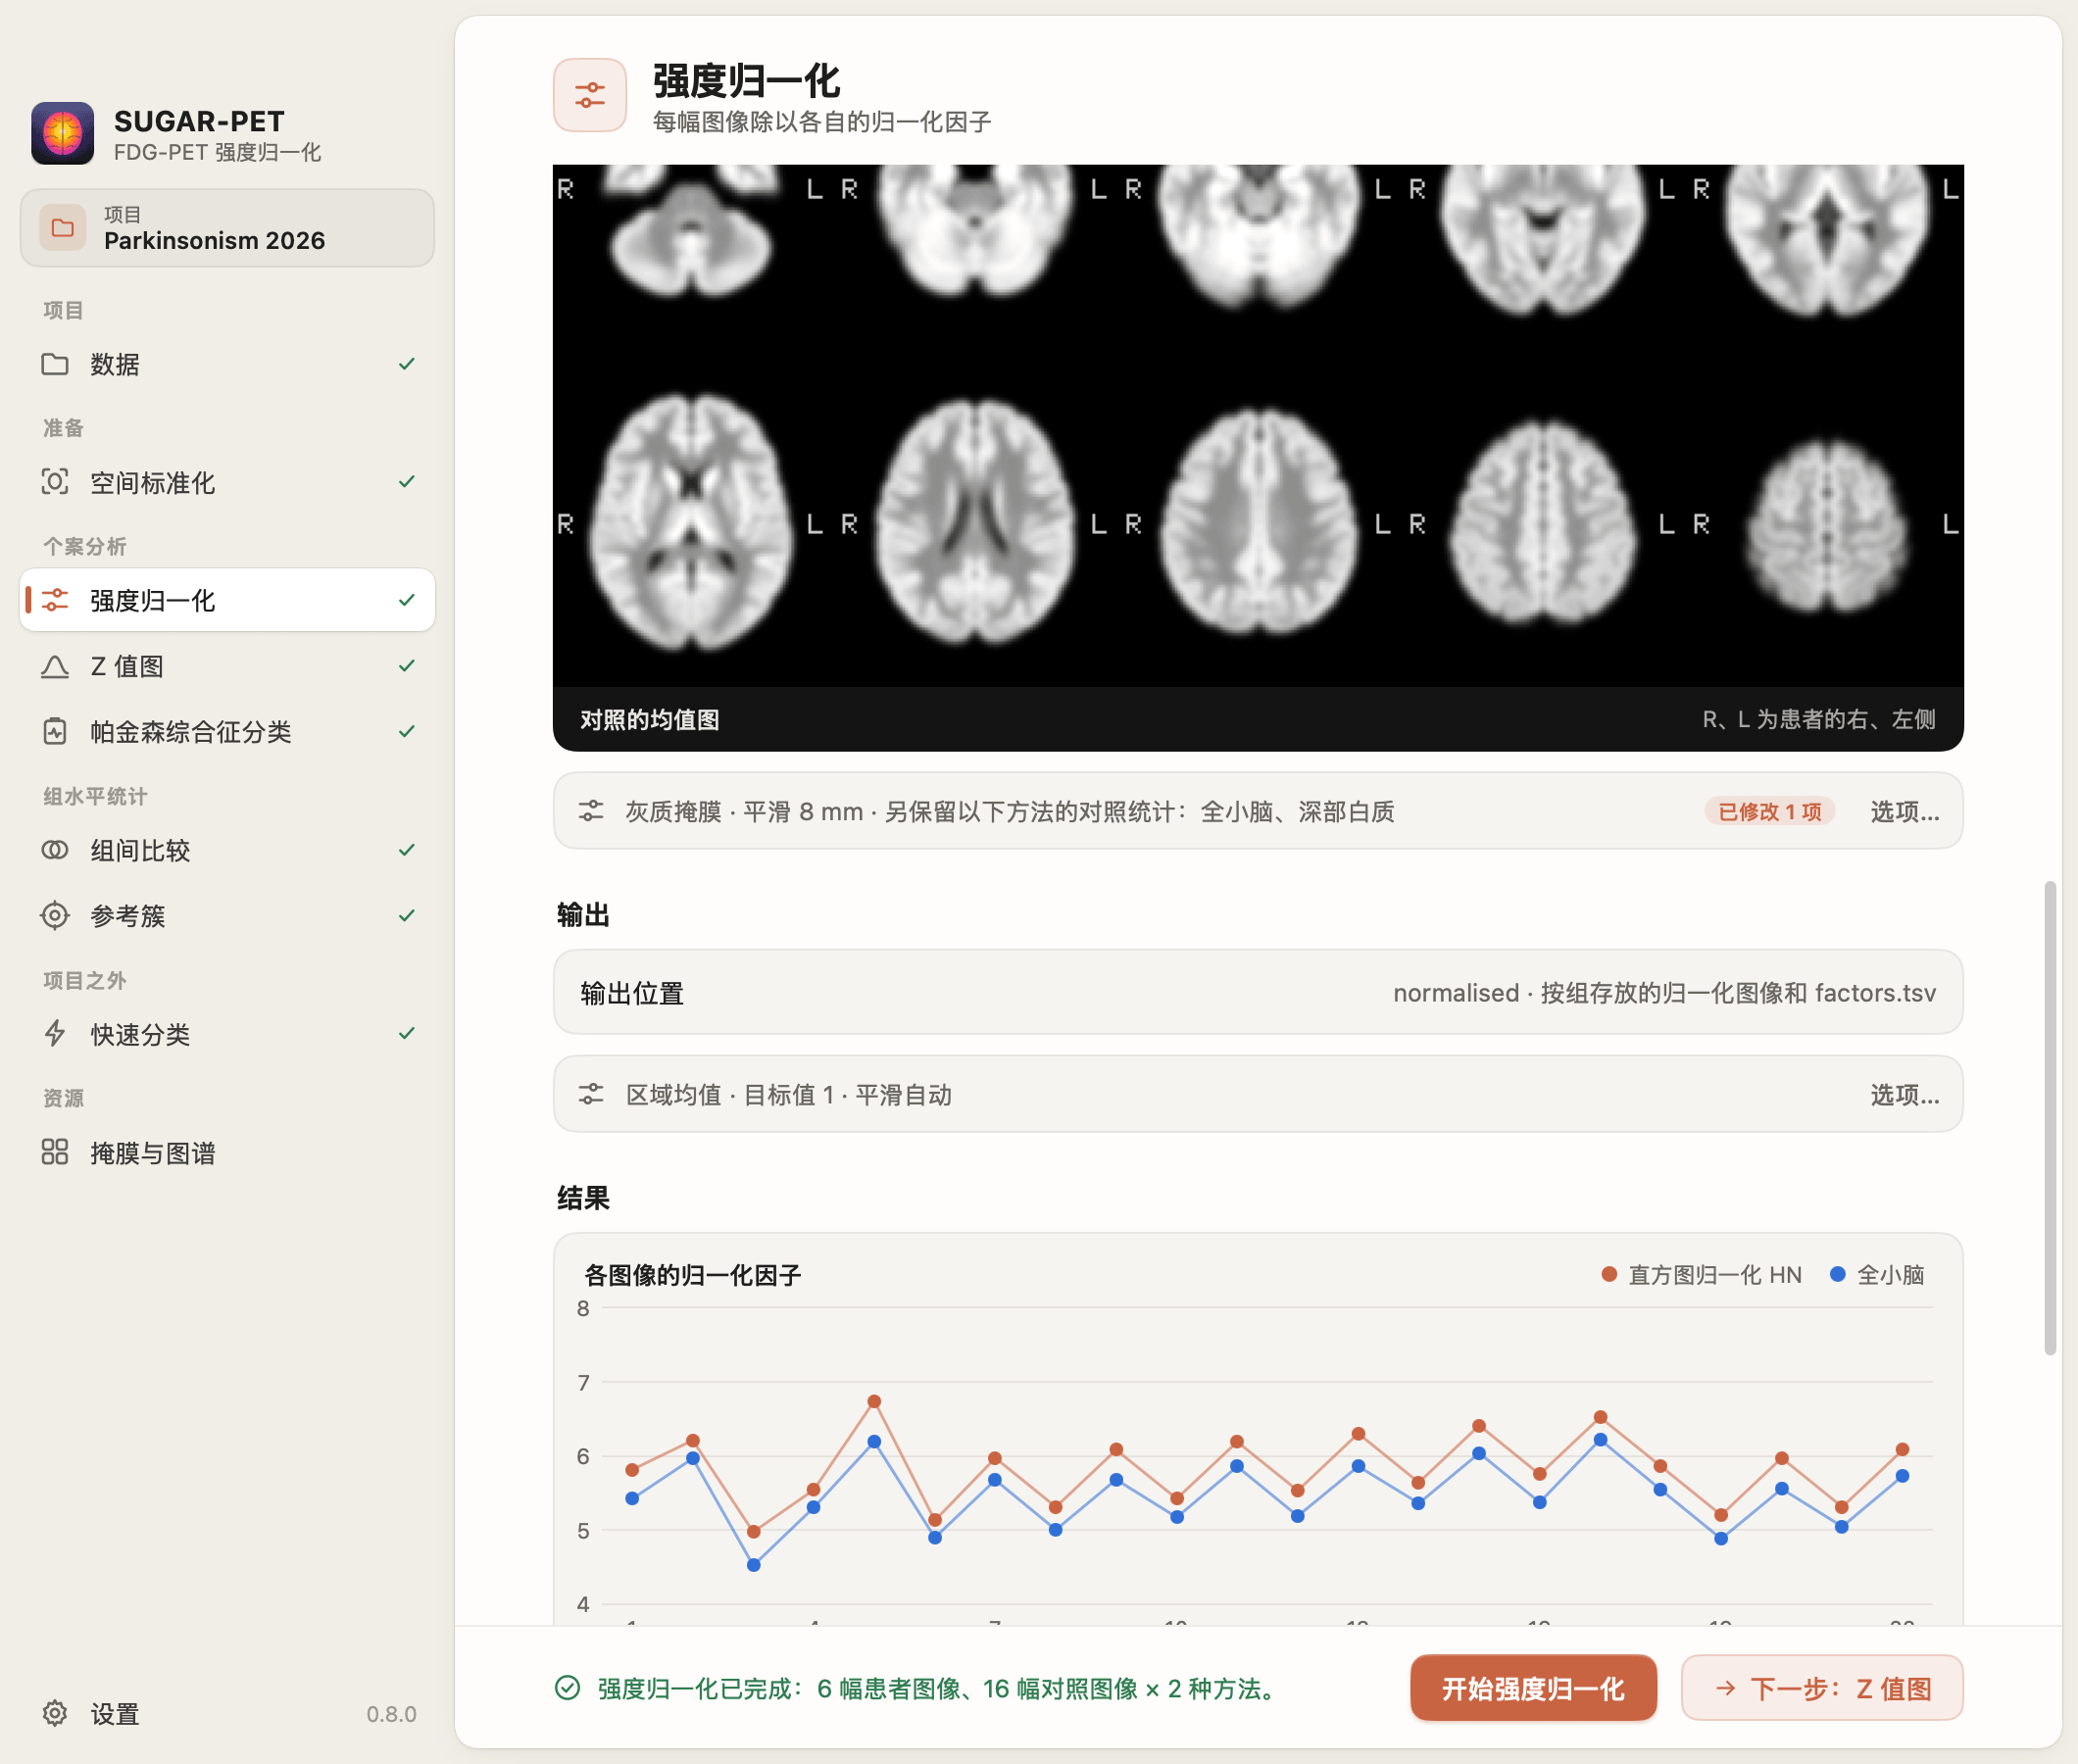 SUGAR-PET
FDG-PET 强度归一化
项目
Parkinsonism 2026
项目
数据
准备
空间标准化
个案分析
强度归一化
Z 值图
帕金森综合征分类
组水平统计
组间比较
参考簇
项目之外
快速分类
资源
掩膜与图谱
设置
0.8.0
强度归一化
每幅图像除以各自的归一化因子
R L R L R L R L R L
R L R L R L R L R L
对照的均值图
R、L 为患者的右、左侧
灰质掩膜 · 平滑 8 mm · 另保留以下方法的对照统计：全小脑、深部白质
已修改 1 项
选项...
输出
输出位置
normalised · 按组存放的归一化图像和 factors.tsv
区域均值 · 目标值 1 · 平滑自动
选项...
结果
各图像的归一化因子
直方图归一化 HN
全小脑
8
7
6
5
4
强度归一化已完成：6 幅患者图像、16 幅对照图像 × 2 种方法。
开始强度归一化
→ 下一步：Z 值图